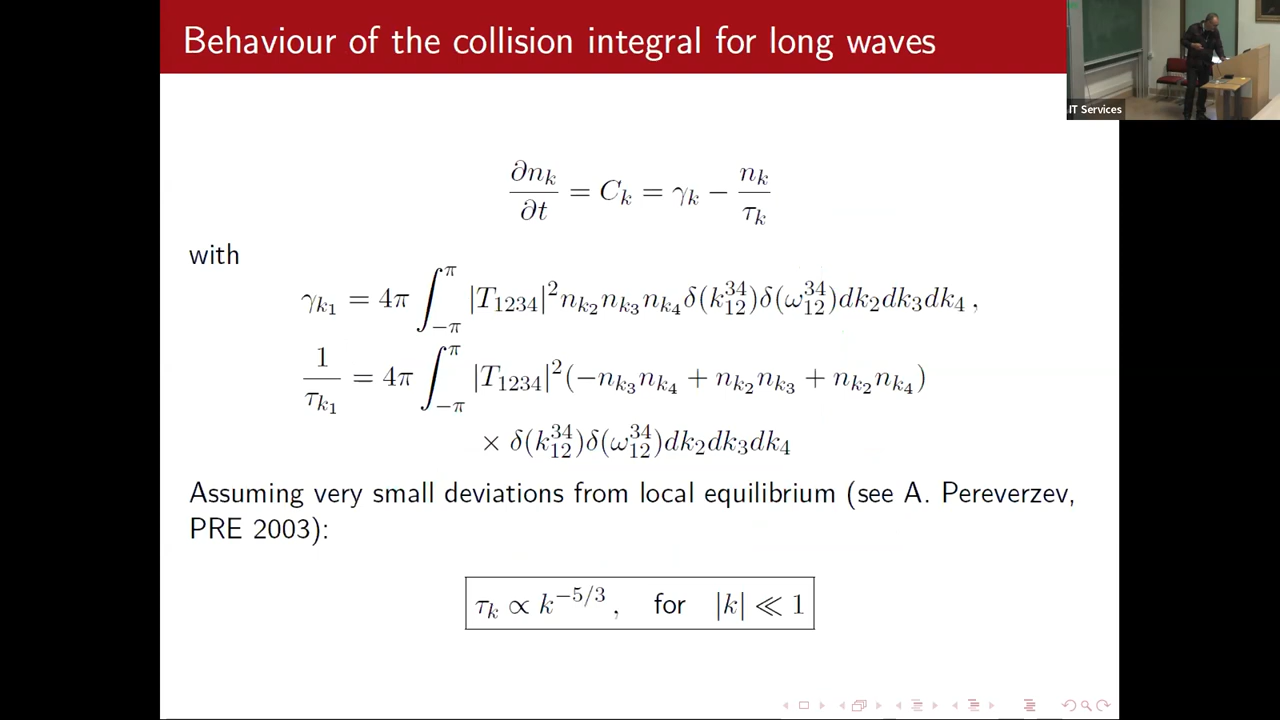 Behaviour of the collision integral for long waves
IT Services
∂n_k/∂t = C_k = γ_k − n_k/τ_k
with
γ_{k_1} = 4π ∫_{−π}^{π} |T_{1234}|^2 n_{k_2} n_{k_3} n_{k_4} δ(k_{12}^{34}) δ(ω_{12}^{34}) dk_2 dk_3 dk_4 ,
1/τ_{k_1} = 4π ∫_{−π}^{π} |T_{1234}|^2 (−n_{k_3} n_{k_4} + n_{k_2} n_{k_3} + n_{k_2} n_{k_4})
× δ(k_{12}^{34}) δ(ω_{12}^{34}) dk_2 dk_3 dk_4
Assuming very small deviations from local equilibrium (see A. Pereverzev,
PRE 2003):
τ_k ∝ k^{−5/3} , for |k| ≪ 1